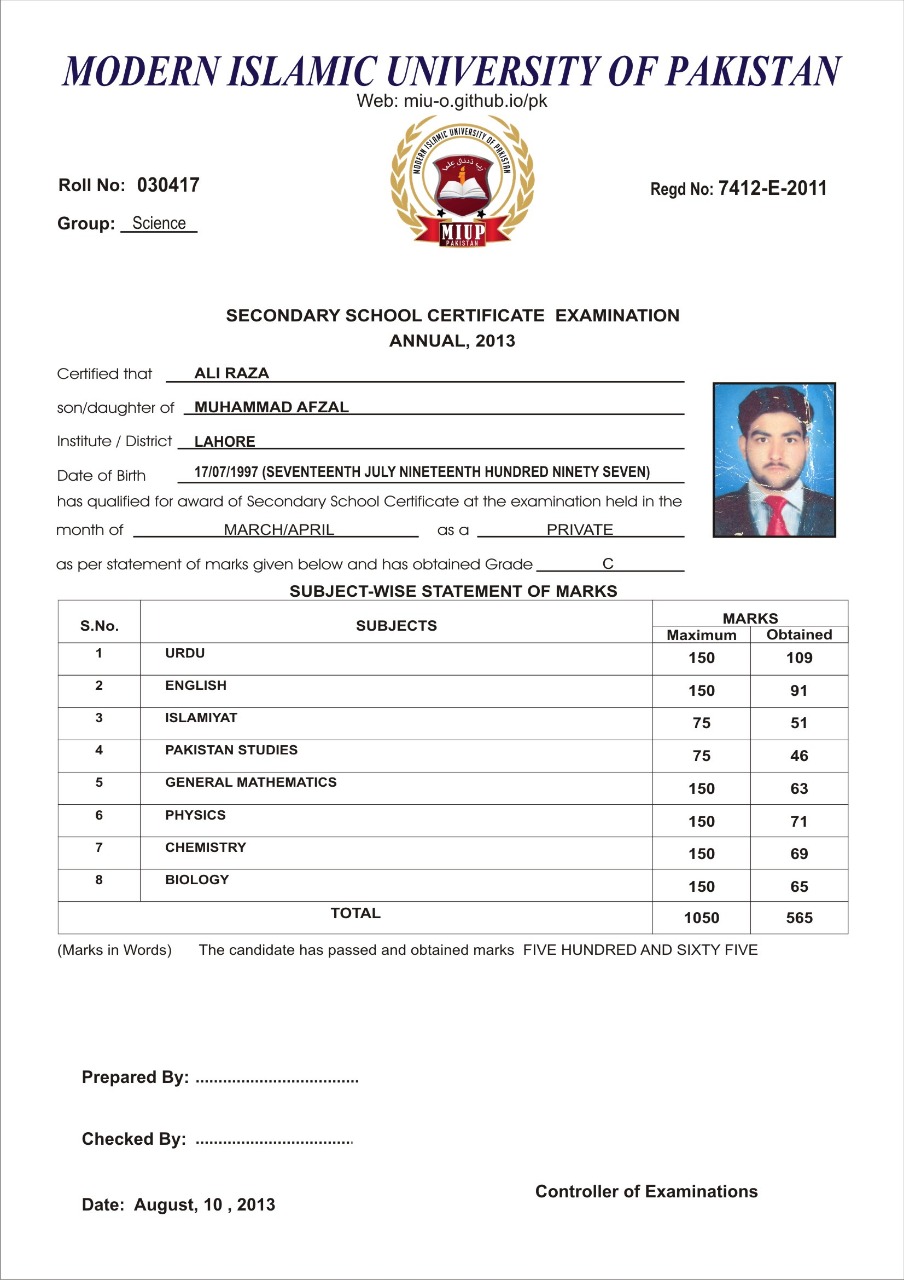 MODERN ISLAMIC UNIVERSITY OF PAKISTAN
Web: miu-o.github.io/pk
MODERN ISLAMIC UNIVERSITY OF PAKISTAN
رب زدنی علما
MIUP
PAKISTAN
Roll No: 030417
Regd No: 7412-E-2011
Group: Science
SECONDARY SCHOOL CERTIFICATE EXAMINATION
ANNUAL, 2013
Certified that ALI RAZA
son/daughter of MUHAMMAD AFZAL
Institute / District LAHORE
Date of Birth 17/07/1997 (SEVENTEENTH JULY NINETEENTH HUNDRED NINETY SEVEN)
has qualified for award of Secondary School Certificate at the examination held in the
month of MARCH/APRIL as a PRIVATE
as per statement of marks given below and has obtained Grade C
SUBJECT-WISE STATEMENT OF MARKS
S.No. SUBJECTS MARKS
Maximum Obtained
1 URDU 150 109
2 ENGLISH 150 91
3 ISLAMIYAT 75 51
4 PAKISTAN STUDIES 75 46
5 GENERAL MATHEMATICS 150 63
6 PHYSICS 150 71
7 CHEMISTRY 150 69
8 BIOLOGY 150 65
TOTAL 1050 565
(Marks in Words) The candidate has passed and obtained marks FIVE HUNDRED AND SIXTY FIVE
Prepared By: ....................................
Checked By: ...................................
Controller of Examinations
Date: August, 10 , 2013